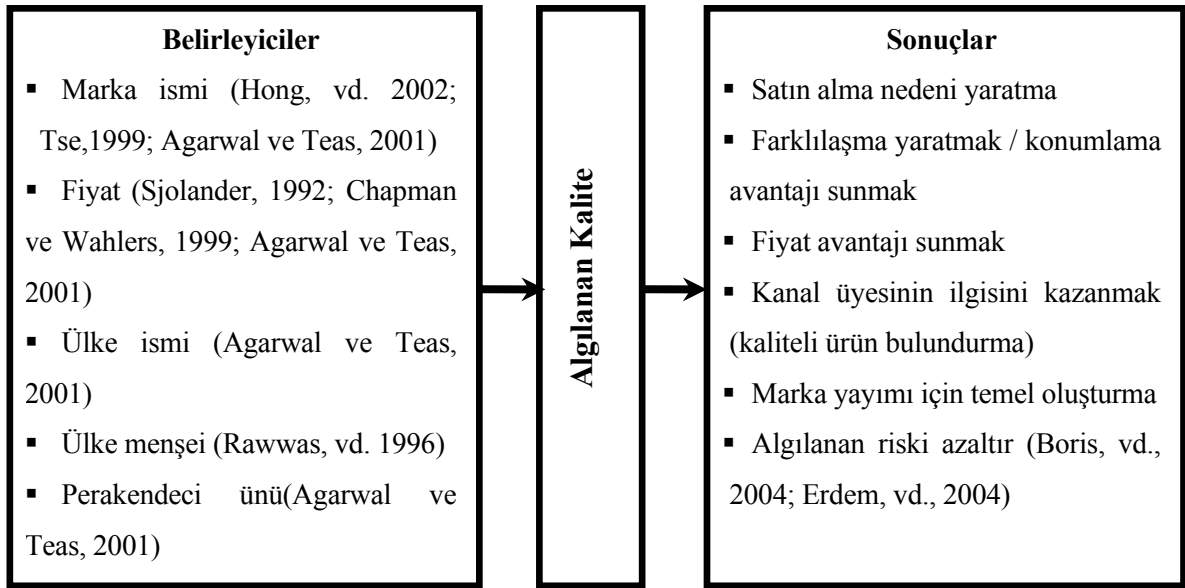 Belirleyiciler
▪ Marka ismi (Hong, vd. 2002;
Tse,1999; Agarwal ve Teas, 2001)
▪ Fiyat (Sjolander, 1992; Chapman
ve Wahlers, 1999; Agarwal ve Teas,
2001)
▪ Ülke ismi (Agarwal ve Teas,
2001)
▪ Ülke menşei (Rawwas, vd. 1996)
▪ Perakendeci ünü(Agarwal ve
Teas, 2001)
Algılanan Kalite
Sonuçlar
▪ Satın alma nedeni yaratma
▪ Farklılaşma yaratmak / konumlama
avantajı sunmak
▪ Fiyat avantajı sunmak
▪ Kanal üyesinin ilgisini kazanmak
(kaliteli ürün bulundurma)
▪ Marka yayımı için temel oluşturma
▪ Algılanan riski azaltır (Boris, vd.,
2004; Erdem, vd., 2004)